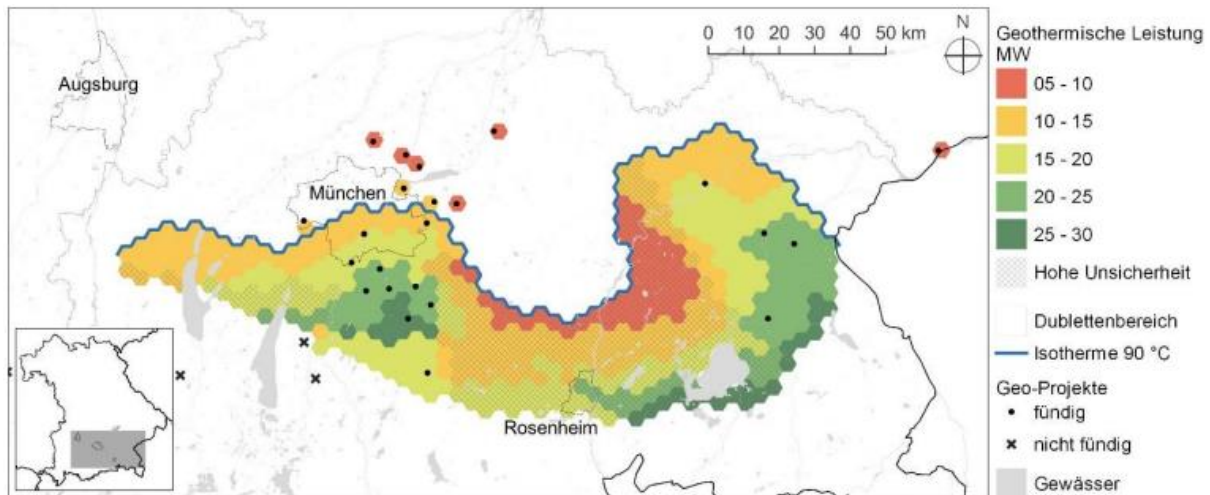 Augsburg
München
Rosenheim
N
0 10 20 30 40 50 km
Geothermische Leistung
MW
05 - 10
10 - 15
15 - 20
20 - 25
25 - 30
Hohe Unsicherheit
Dublettenbereich
Isotherme 90 °C
Geo-Projekte
fündig
nicht fündig
Gewässer